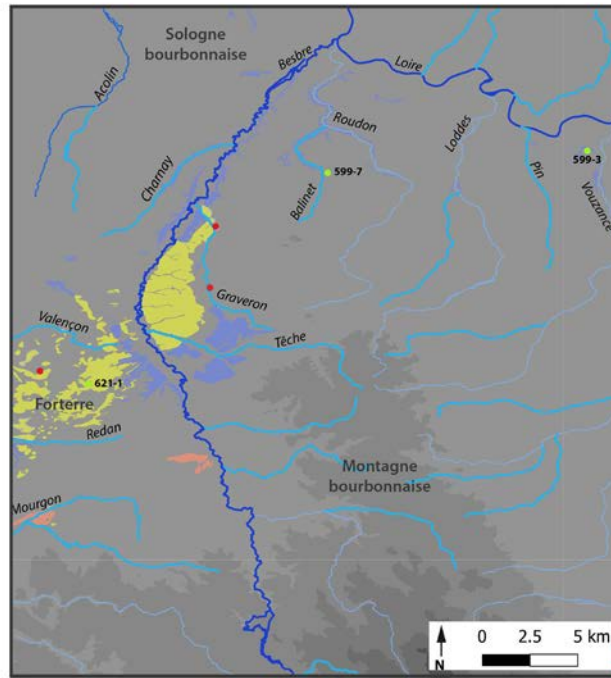 Sologne
bourbonnaise
Besbre
Loire
Acolin
Roudon
Loddes
599-3
Charnay
599-7
Pin
Vouzance
Balinet
Graveron
Valençon
Têche
621-1
Forterre
Redan
Montagne
bourbonnaise
Mourgon
N
0 2.5 5 km